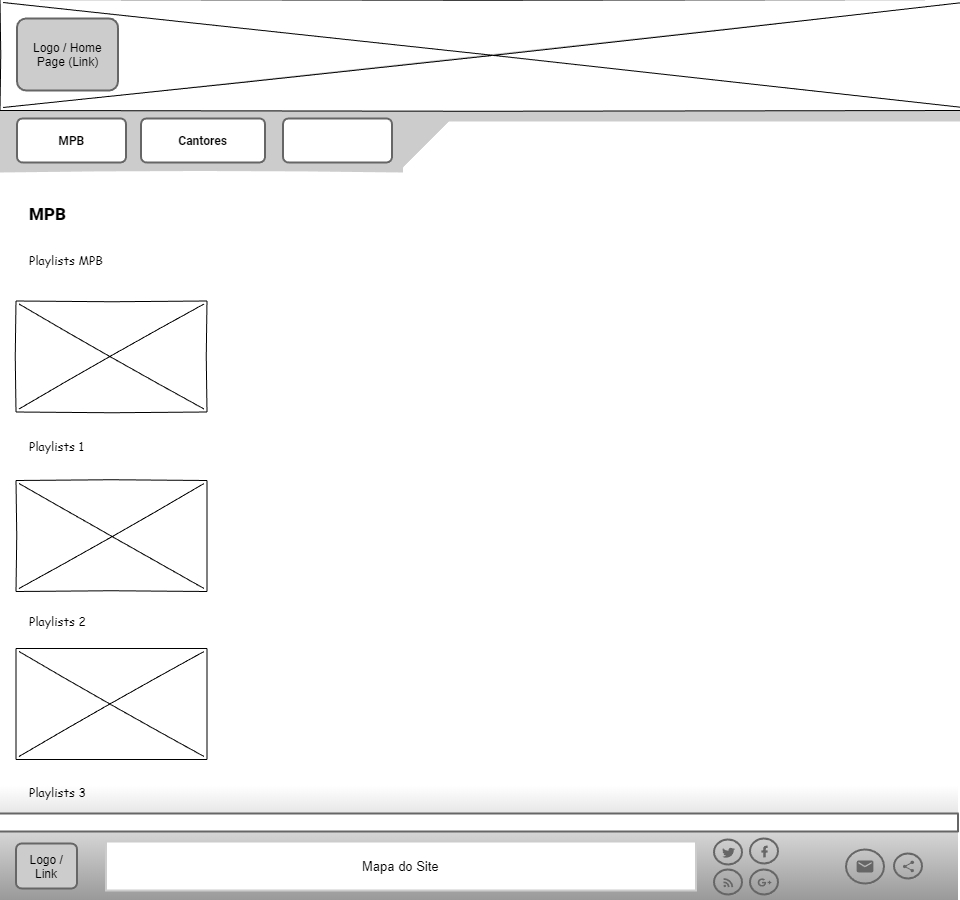 Logo / Home
Page (Link)
MPB
Cantores
MPB
Playlists MPB
Playlists 1
Playlists 2
Playlists 3
Logo /
Link
Mapa do Site
G+